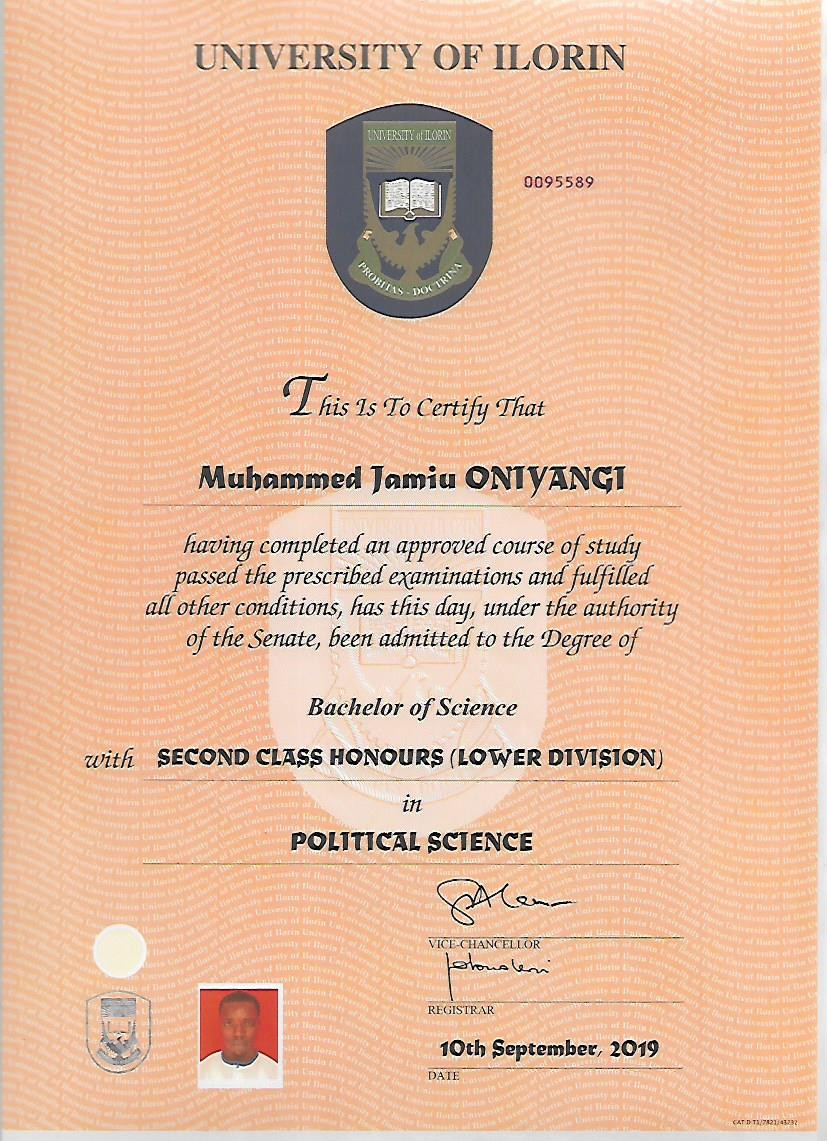 UNIVERSITY OF ILORIN
UNIVERSITY of ILORIN
0095589
PROBITAS - DOCTRINA
This Is To Certify That
Muhammed Jamiu ONIYANGI
having completed an approved course of study
passed the prescribed examinations and fulfilled
all other conditions, has this day, under the authority
of the Senate, been admitted to the Degree of
Bachelor of Science
with SECOND CLASS HONOURS (LOWER DIVISION)
in
POLITICAL SCIENCE
VICE-CHANCELLOR
REGISTRAR
10th September, 2019
DATE